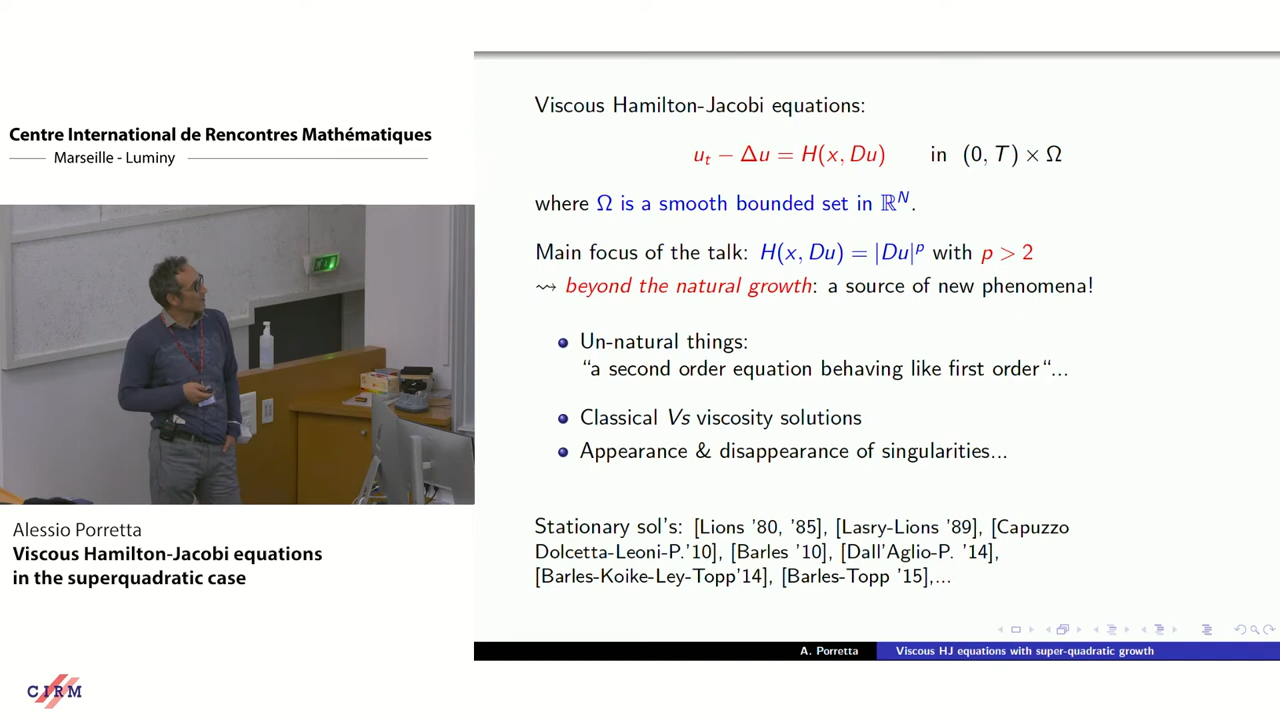 Centre International de Rencontres Mathématiques
Marseille - Luminy
Alessio Porretta
Viscous Hamilton-Jacobi equations
in the superquadratic case
CIRM
Viscous Hamilton-Jacobi equations:
u_t − Δu = H(x, Du) in (0, T) × Ω
where Ω is a smooth bounded set in ℝ^N.
Main focus of the talk: H(x, Du) = |Du|^p with p > 2
⇝ beyond the natural growth: a source of new phenomena!
Un-natural things:
“a second order equation behaving like first order“...
Classical Vs viscosity solutions
Appearance & disappearance of singularities...
Stationary sol's: [Lions '80, '85], [Lasry-Lions '89], [Capuzzo
Dolcetta-Leoni-P.'10], [Barles '10], [Dall'Aglio-P. '14],
[Barles-Koike-Ley-Topp'14], [Barles-Topp '15],...
A. Porretta
Viscous HJ equations with super-quadratic growth